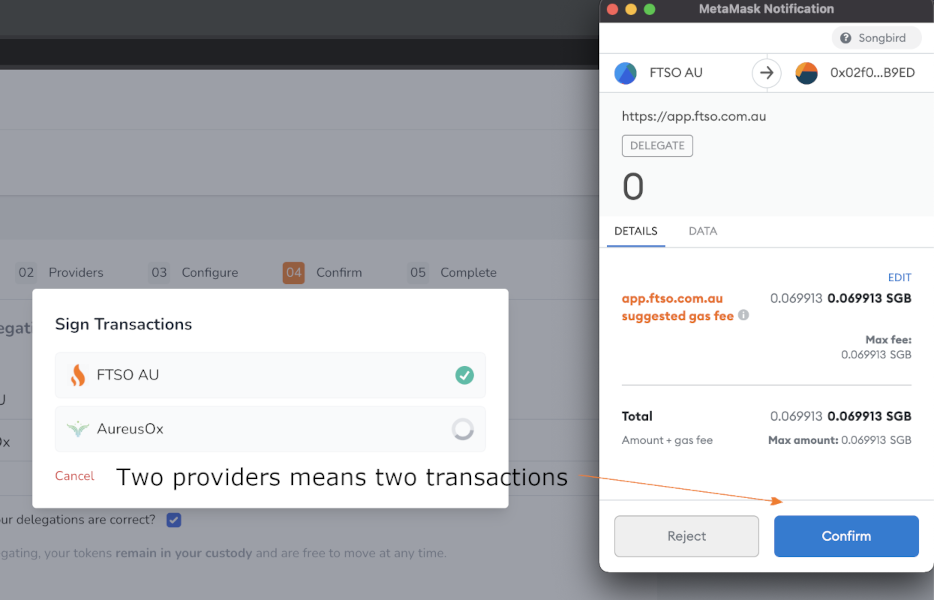 MetaMask Notification
Songbird
FTSO AU
0x02f0...B9ED
https://app.ftso.com.au
DELEGATE
0
DETAILS DATA
EDIT
app.ftso.com.au
suggested gas fee
0.069913 0.069913 SGB
Max fee:
0.069913 SGB
Total 0.069913 0.069913 SGB
Amount + gas fee Max amount: 0.069913 SGB
Reject Confirm
02 Providers 03 Configure 04 Confirm 05 Complete
Sign Transactions
FTSO AU
AureusOx
Cancel
Two providers means two transactions
delegations are correct?
your tokens remain in your custody and are free to move at any time.